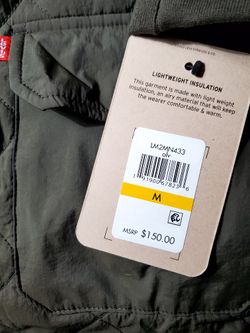 LIGHTWEIGHT INSULATION
This garment is made with light weight
insulation, an airy material that will keep
the wearer comfortable & warm.
LM2MN433
olv
M
MSRP $150.00